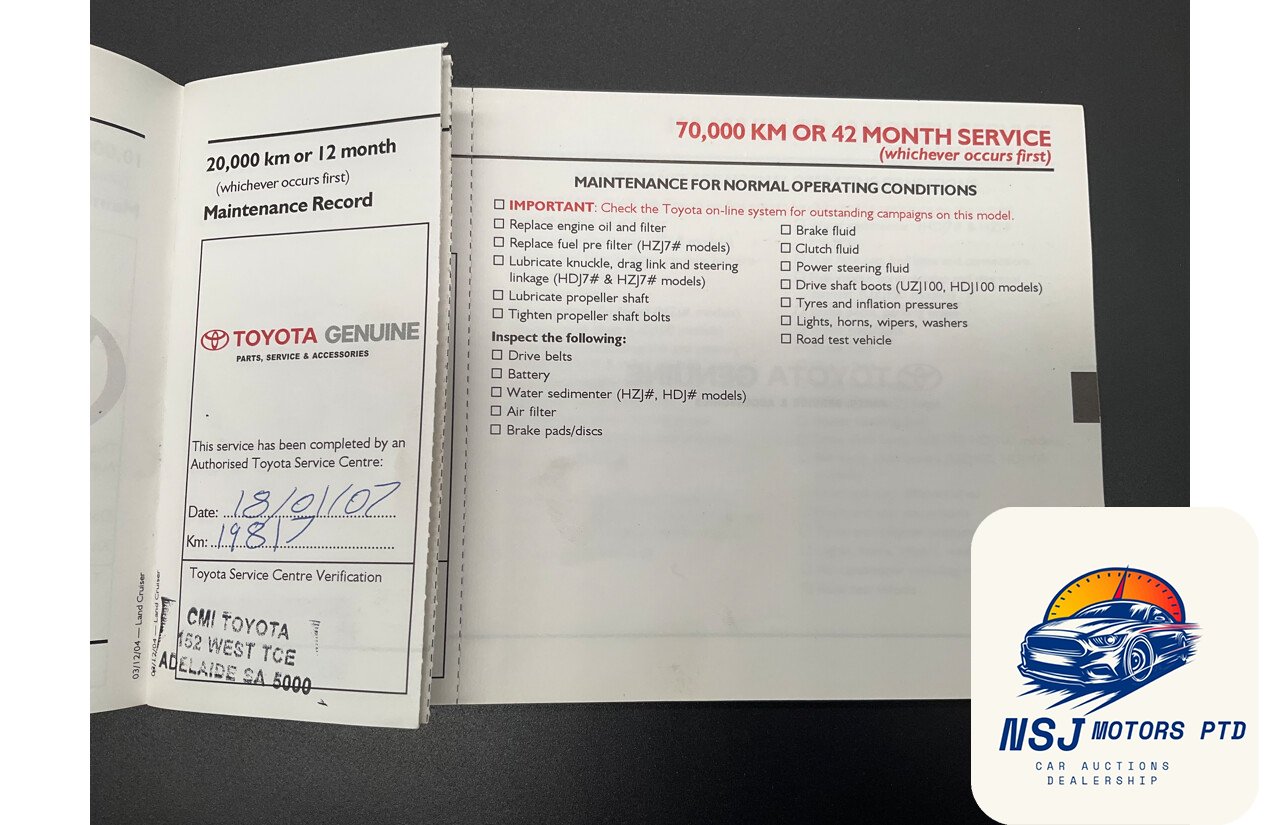 20,000 km or 12 month
(whichever occurs first)
Maintenance Record
TOYOTA GENUINE
PARTS, SERVICE & ACCESSORIES
This service has been completed by an
Authorised Toyota Service Centre:
Date: 18/01/07
Km: 19817
Toyota Service Centre Verification
CMI TOYOTA
152 WEST TCE
ADELAIDE SA 5000
03/12/04 — Land Cruiser
03/12/04 — Land Cruiser
70,000 KM OR 42 MONTH SERVICE
(whichever occurs first)
MAINTENANCE FOR NORMAL OPERATING CONDITIONS
IMPORTANT: Check the Toyota on-line system for outstanding campaigns on this model.
Replace engine oil and filter
Replace fuel pre filter (HZJ7# models)
Lubricate knuckle, drag link and steering
linkage (HDJ7# & HZJ7# models)
Lubricate propeller shaft
Tighten propeller shaft bolts
Inspect the following:
Drive belts
Battery
Water sedimenter (HZJ#, HDJ# models)
Air filter
Brake pads/discs
Brake fluid
Clutch fluid
Power steering fluid
Drive shaft boots (UZJ100, HDJ100 models)
Tyres and inflation pressures
Lights, horns, wipers, washers
Road test vehicle
NSJ MOTORS PTD
CAR AUCTIONS
DEALERSHIP